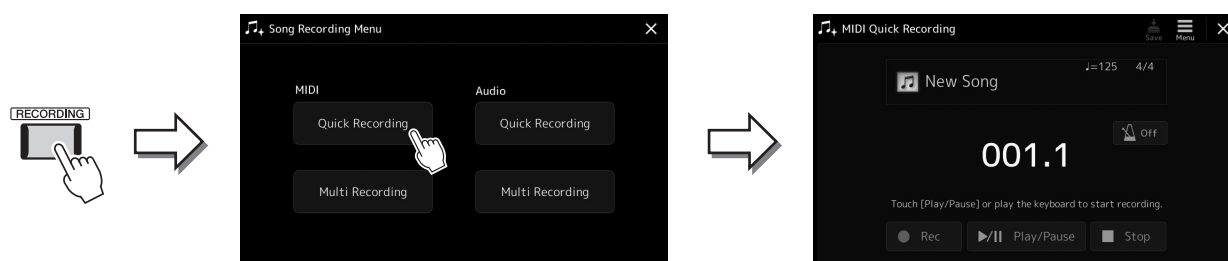 RECORDING
Song Recording Menu
MIDI
Audio
Quick Recording
Quick Recording
Multi Recording
Multi Recording
MIDI Quick Recording
Save
Menu
New Song
♩=125 4/4
Off
001.1
Touch [Play/Pause] or play the keyboard to start recording.
Rec
Play/Pause
Stop